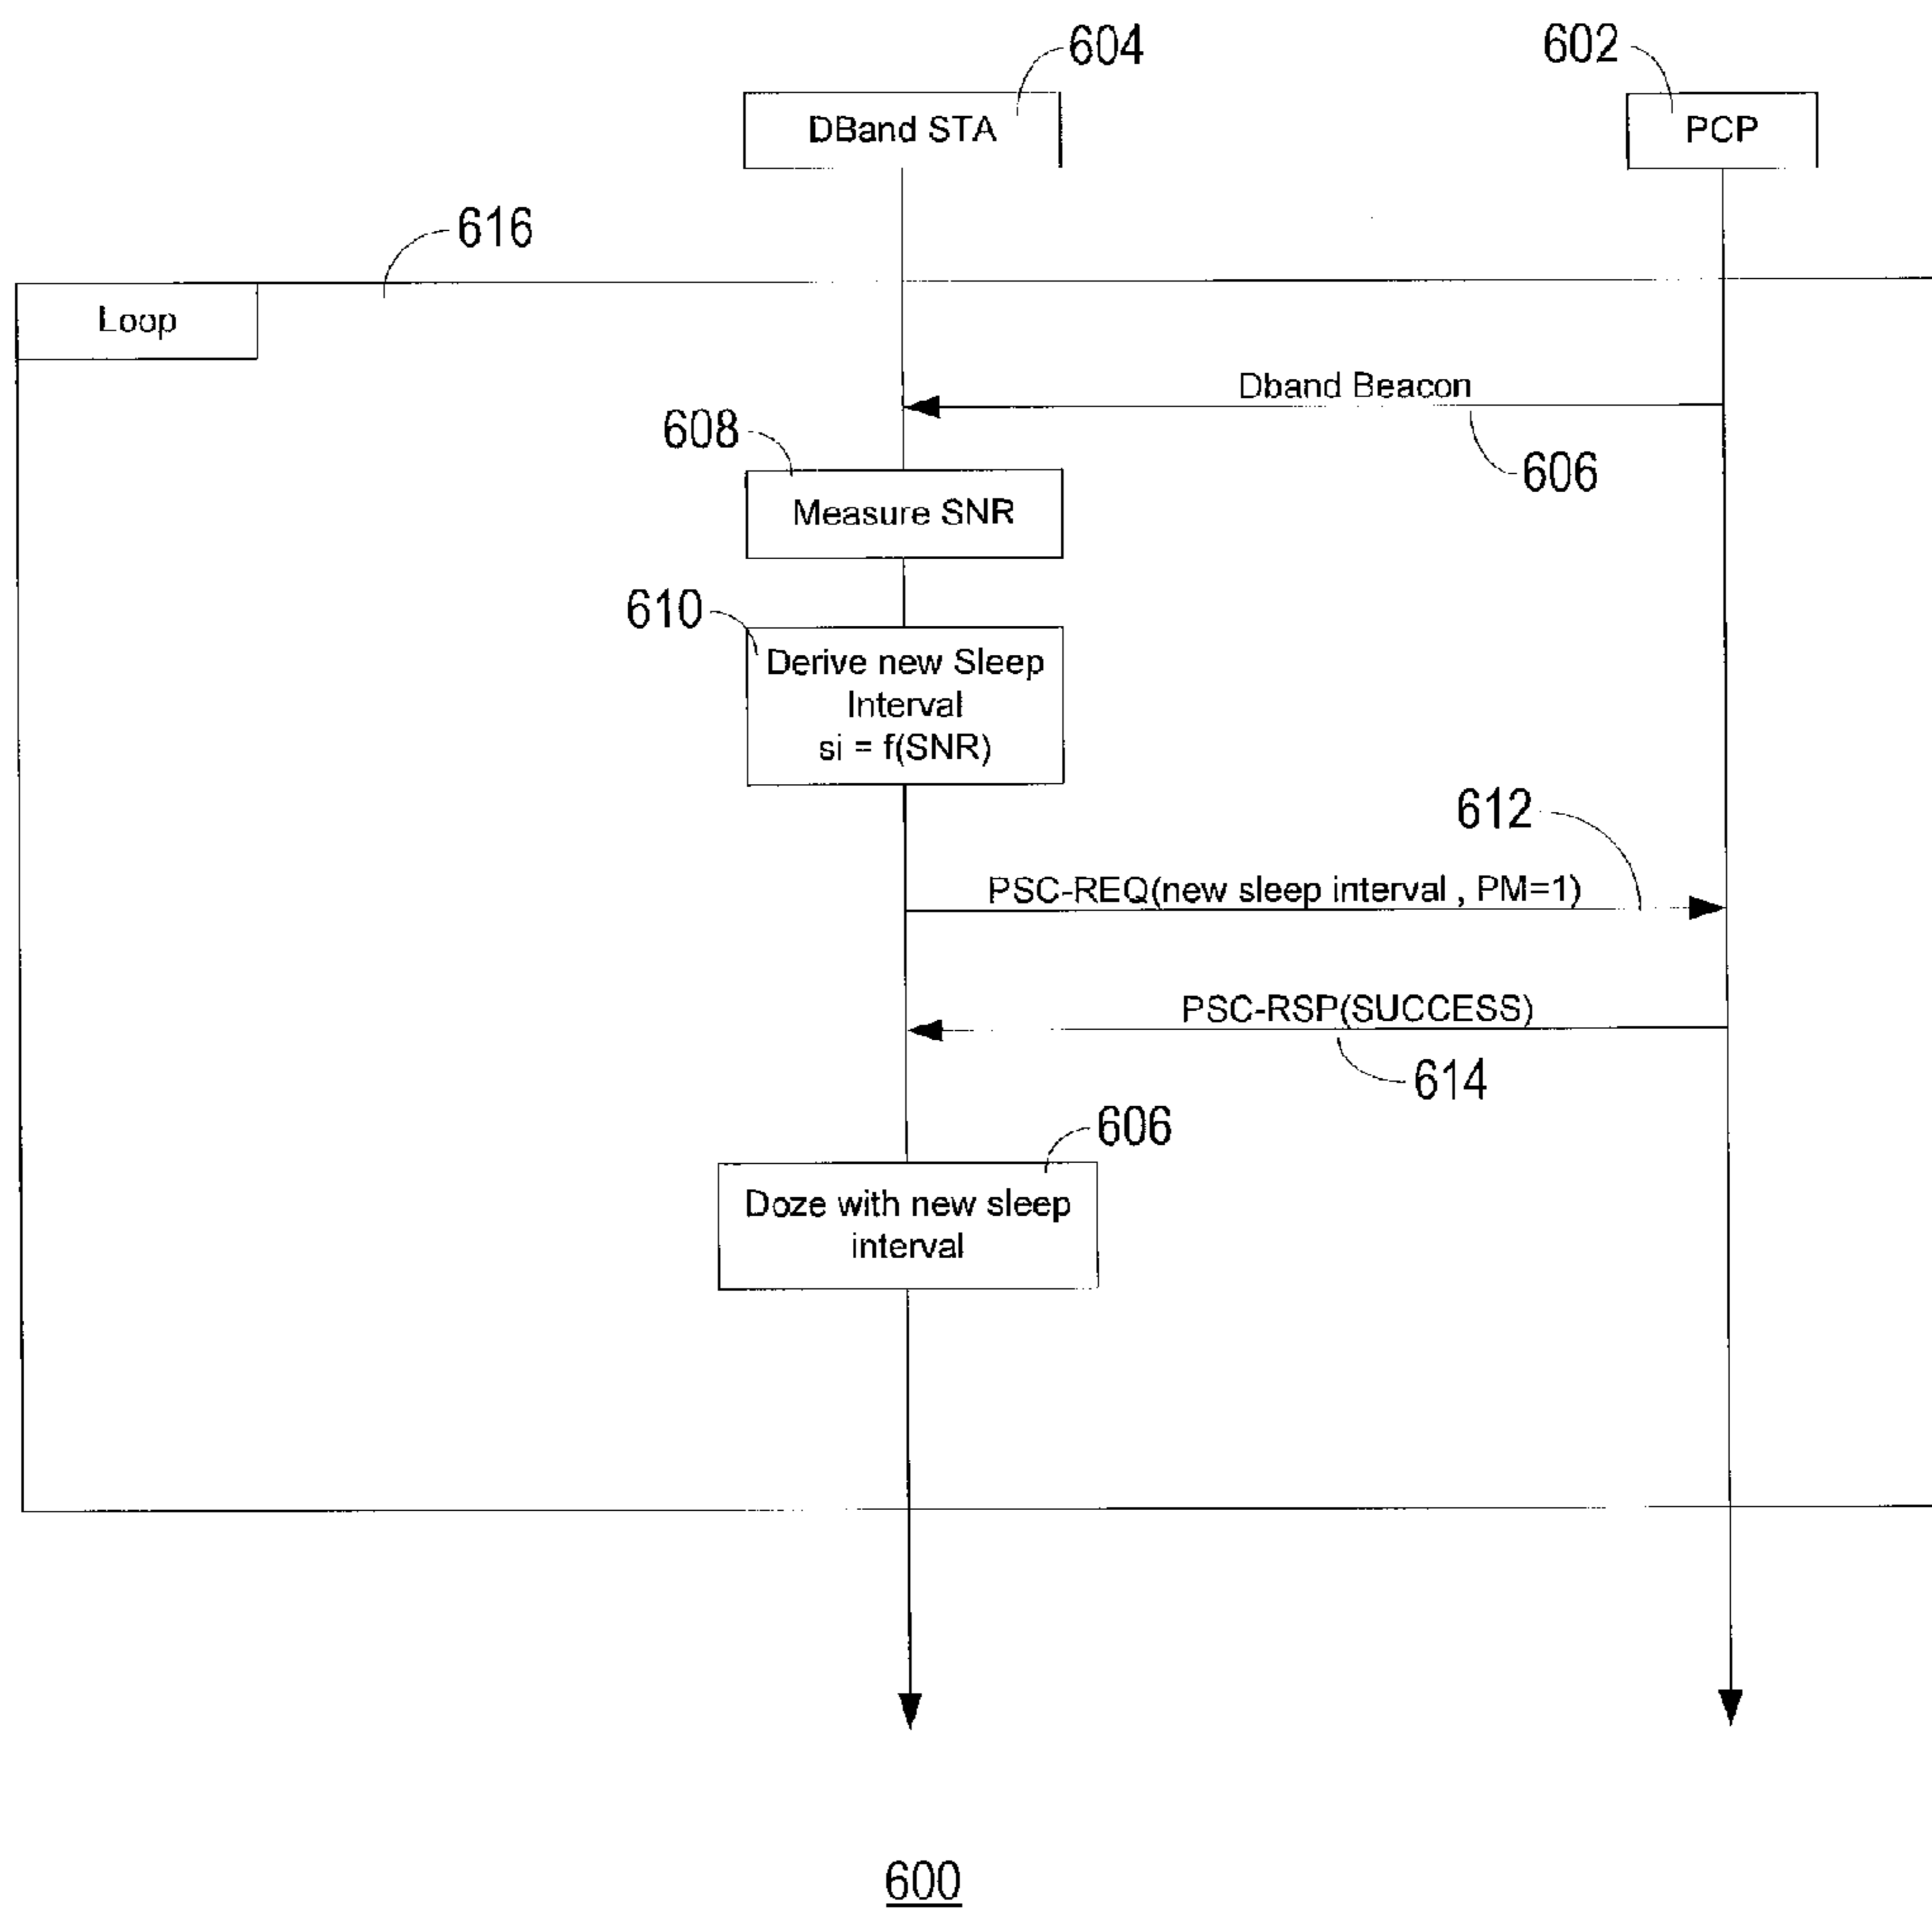 604
602
DBand STA
PCP
616
Loop
Dband Beacon
608
606
Measure SNR
610
Derive new Sleep
Interval
si = f(SNR)
612
PSC-REQ(new sleep interval , PM=1)
PSC-RSP(SUCCESS)
614
606
Doze with new sleep
interval
600